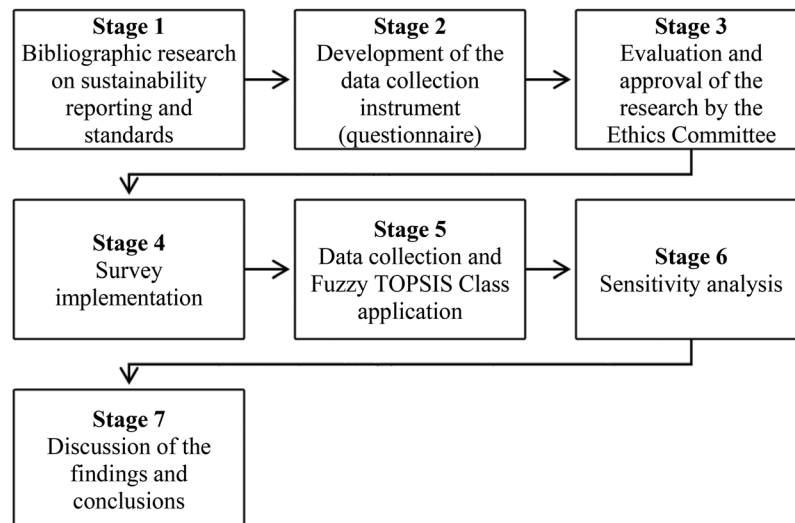 Stage 1
Bibliographic research
on sustainability
reporting and
standards
Stage 2
Development of the
data collection
instrument
(questionnaire)
Stage 3
Evaluation and
approval of the
research by the
Ethics Committee
Stage 4
Survey
implementation
Stage 5
Data collection and
Fuzzy TOPSIS Class
application
Stage 6
Sensitivity analysis
Stage 7
Discussion of the
findings and
conclusions